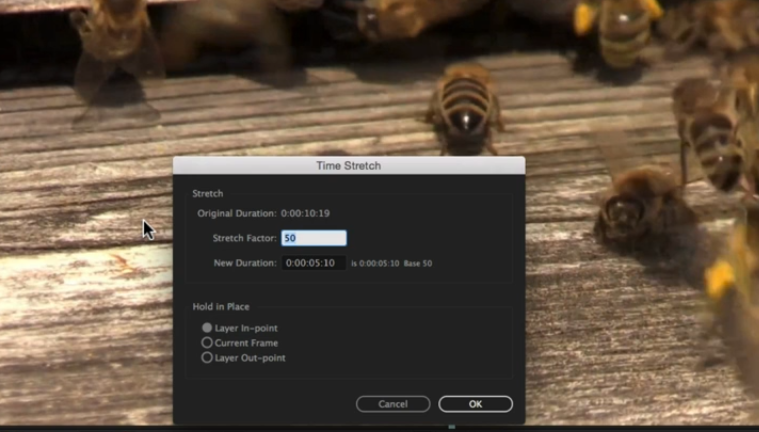 Time Stretch
Stretch
Original Duration: 0:00:10:19
Stretch Factor: 50
New Duration: 0:00:05:10 is 0:00:05:10 Base 50
Hold in Place
Layer In-point
Current Frame
Layer Out-point
Cancel OK